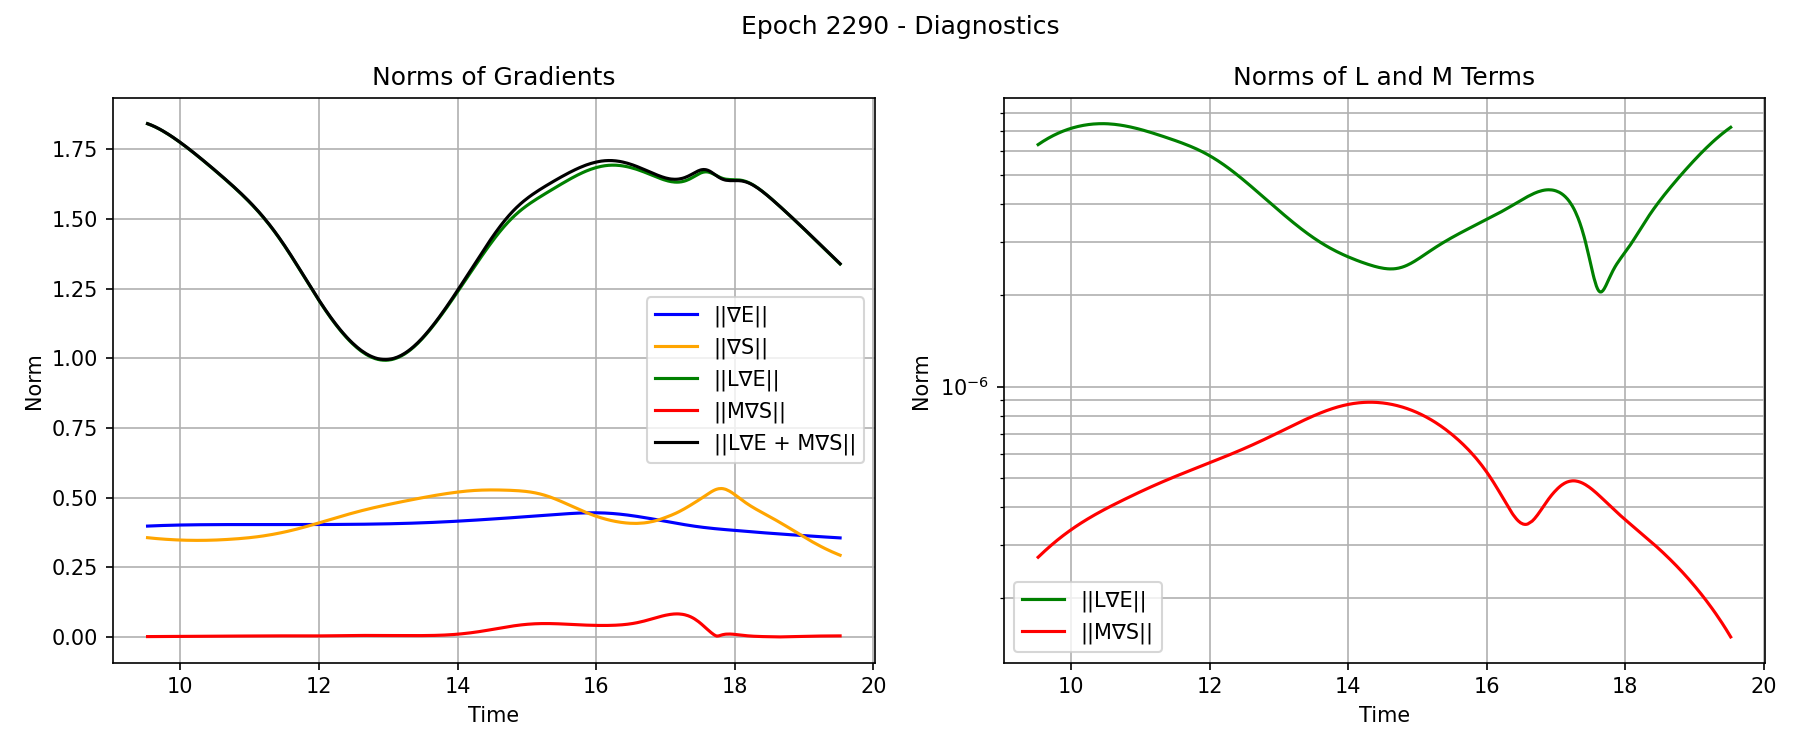 Epoch 2290 - Diagnostics
Norms of Gradients
Norm
1.75
1.50
1.25
1.00
0.75
0.50
0.25
0.00
||∇E||
||∇S||
||L∇E||
||M∇S||
||L∇E + M∇S||
10 12 14 16 18 20
Time
Norms of L and M Terms
Norm
10⁻⁶
||L∇E||
||M∇S||
10 12 14 16 18 20
Time